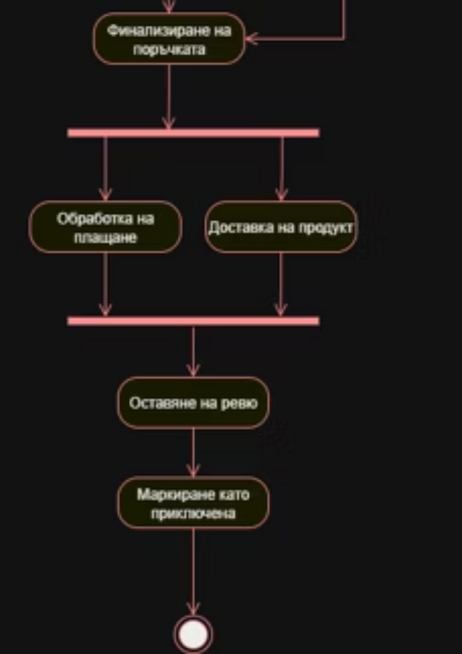 Финализиране на
поръчката
Обработка на
плащане
Доставка на продукт
Оставяне на ревю
Маркиране като
приключена